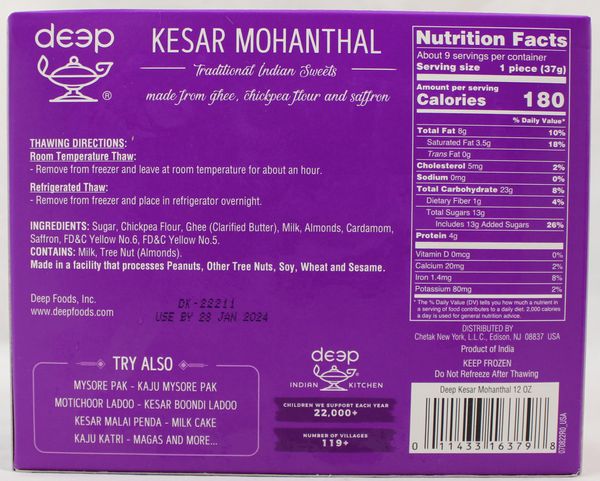 deep
®
KESAR MOHANTHAL
Traditional Indian Sweets
made from ghee, chickpea flour and saffron
THAWING DIRECTIONS:
Room Temperature Thaw:
- Remove from freezer and leave at room temperature for about an hour.
Refrigerated Thaw:
- Remove from freezer and place in refrigerator overnight.
INGREDIENTS: Sugar, Chickpea Flour, Ghee (Clarified Butter), Milk, Almonds, Cardamom,
Saffron, FD&C Yellow No.6, FD&C Yellow No.5.
CONTAINS: Milk, Tree Nut (Almonds).
Made in a facility that processes Peanuts, Other Tree Nuts, Soy, Wheat and Sesame.
Deep Foods, Inc.
www.deepfoods.com
DK-22211
USE BY 28 JAN 2024
TRY ALSO
MYSORE PAK - KAJU MYSORE PAK
MOTICHOOR LADOO - KESAR BOONDI LADOO
KESAR MALAI PENDA - MILK CAKE
KAJU KATRI - MAGAS AND MORE...
deep
INDIAN KITCHEN
CHILDREN WE SUPPORT EACH YEAR
22,000+
NUMBER OF VILLAGES
119+
Nutrition Facts
About 9 servings per container
Serving size 1 piece (37g)
Amount per serving
Calories 180
% Daily Value*
Total Fat 8g 10%
Saturated Fat 3.5g 18%
Trans Fat 0g
Cholesterol 5mg 2%
Sodium 0mg 0%
Total Carbohydrate 23g 8%
Dietary Fiber 1g 4%
Total Sugars 13g
Includes 13g Added Sugars 26%
Protein 4g
Vitamin D 0mcg 0%
Calcium 20mg 2%
Iron 1.4mg 8%
Potassium 80mg 2%
* The % Daily Value (DV) tells you how much a nutrient in
a serving of food contributes to a daily diet. 2,000 calories
a day is used for general nutrition advice.
DISTRIBUTED BY
Chetak New York, L.L.C., Edison, NJ 08837 USA
Product of India
KEEP FROZEN
Do Not Refreeze After Thawing
Deep Kesar Mohanthal 12 OZ
0 11433 16379 8
070822R0_USA